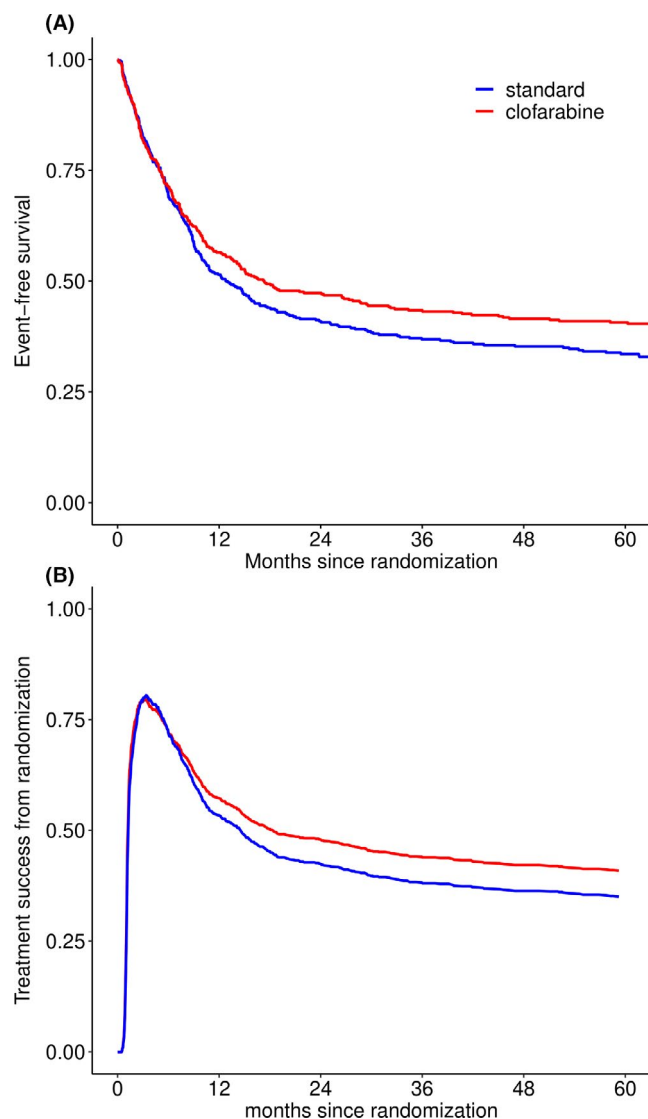 (A)
1.00
0.75
0.50
0.25
0.00
Event-free survival
standard
clofarabine
0 12 24 36 48 60
Months since randomization
(B)
1.00
0.75
0.50
0.25
0.00
Treatment success from randomization
0 12 24 36 48 60
months since randomization